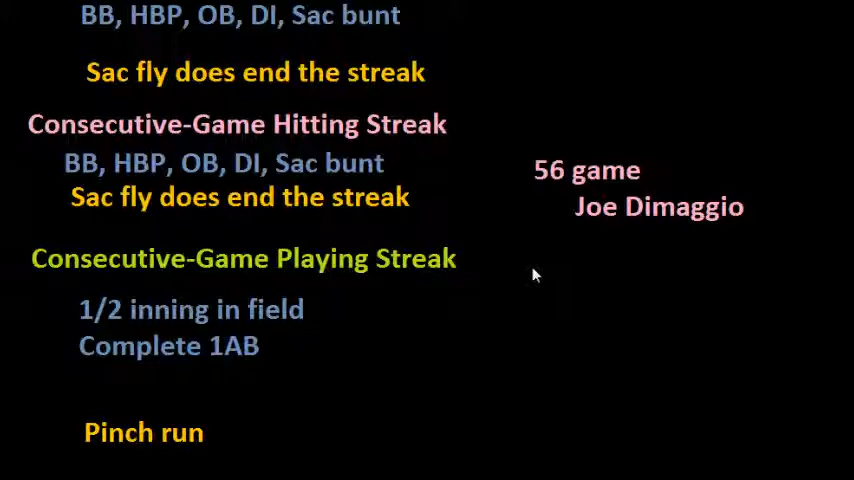 BB, HBP, OB, DI, Sac bunt
Sac fly does end the streak
Consecutive-Game Hitting Streak
BB, HBP, OB, DI, Sac bunt
56 game
Sac fly does end the streak
Joe Dimaggio
Consecutive-Game Playing Streak
1/2 inning in field
Complete 1AB
Pinch run